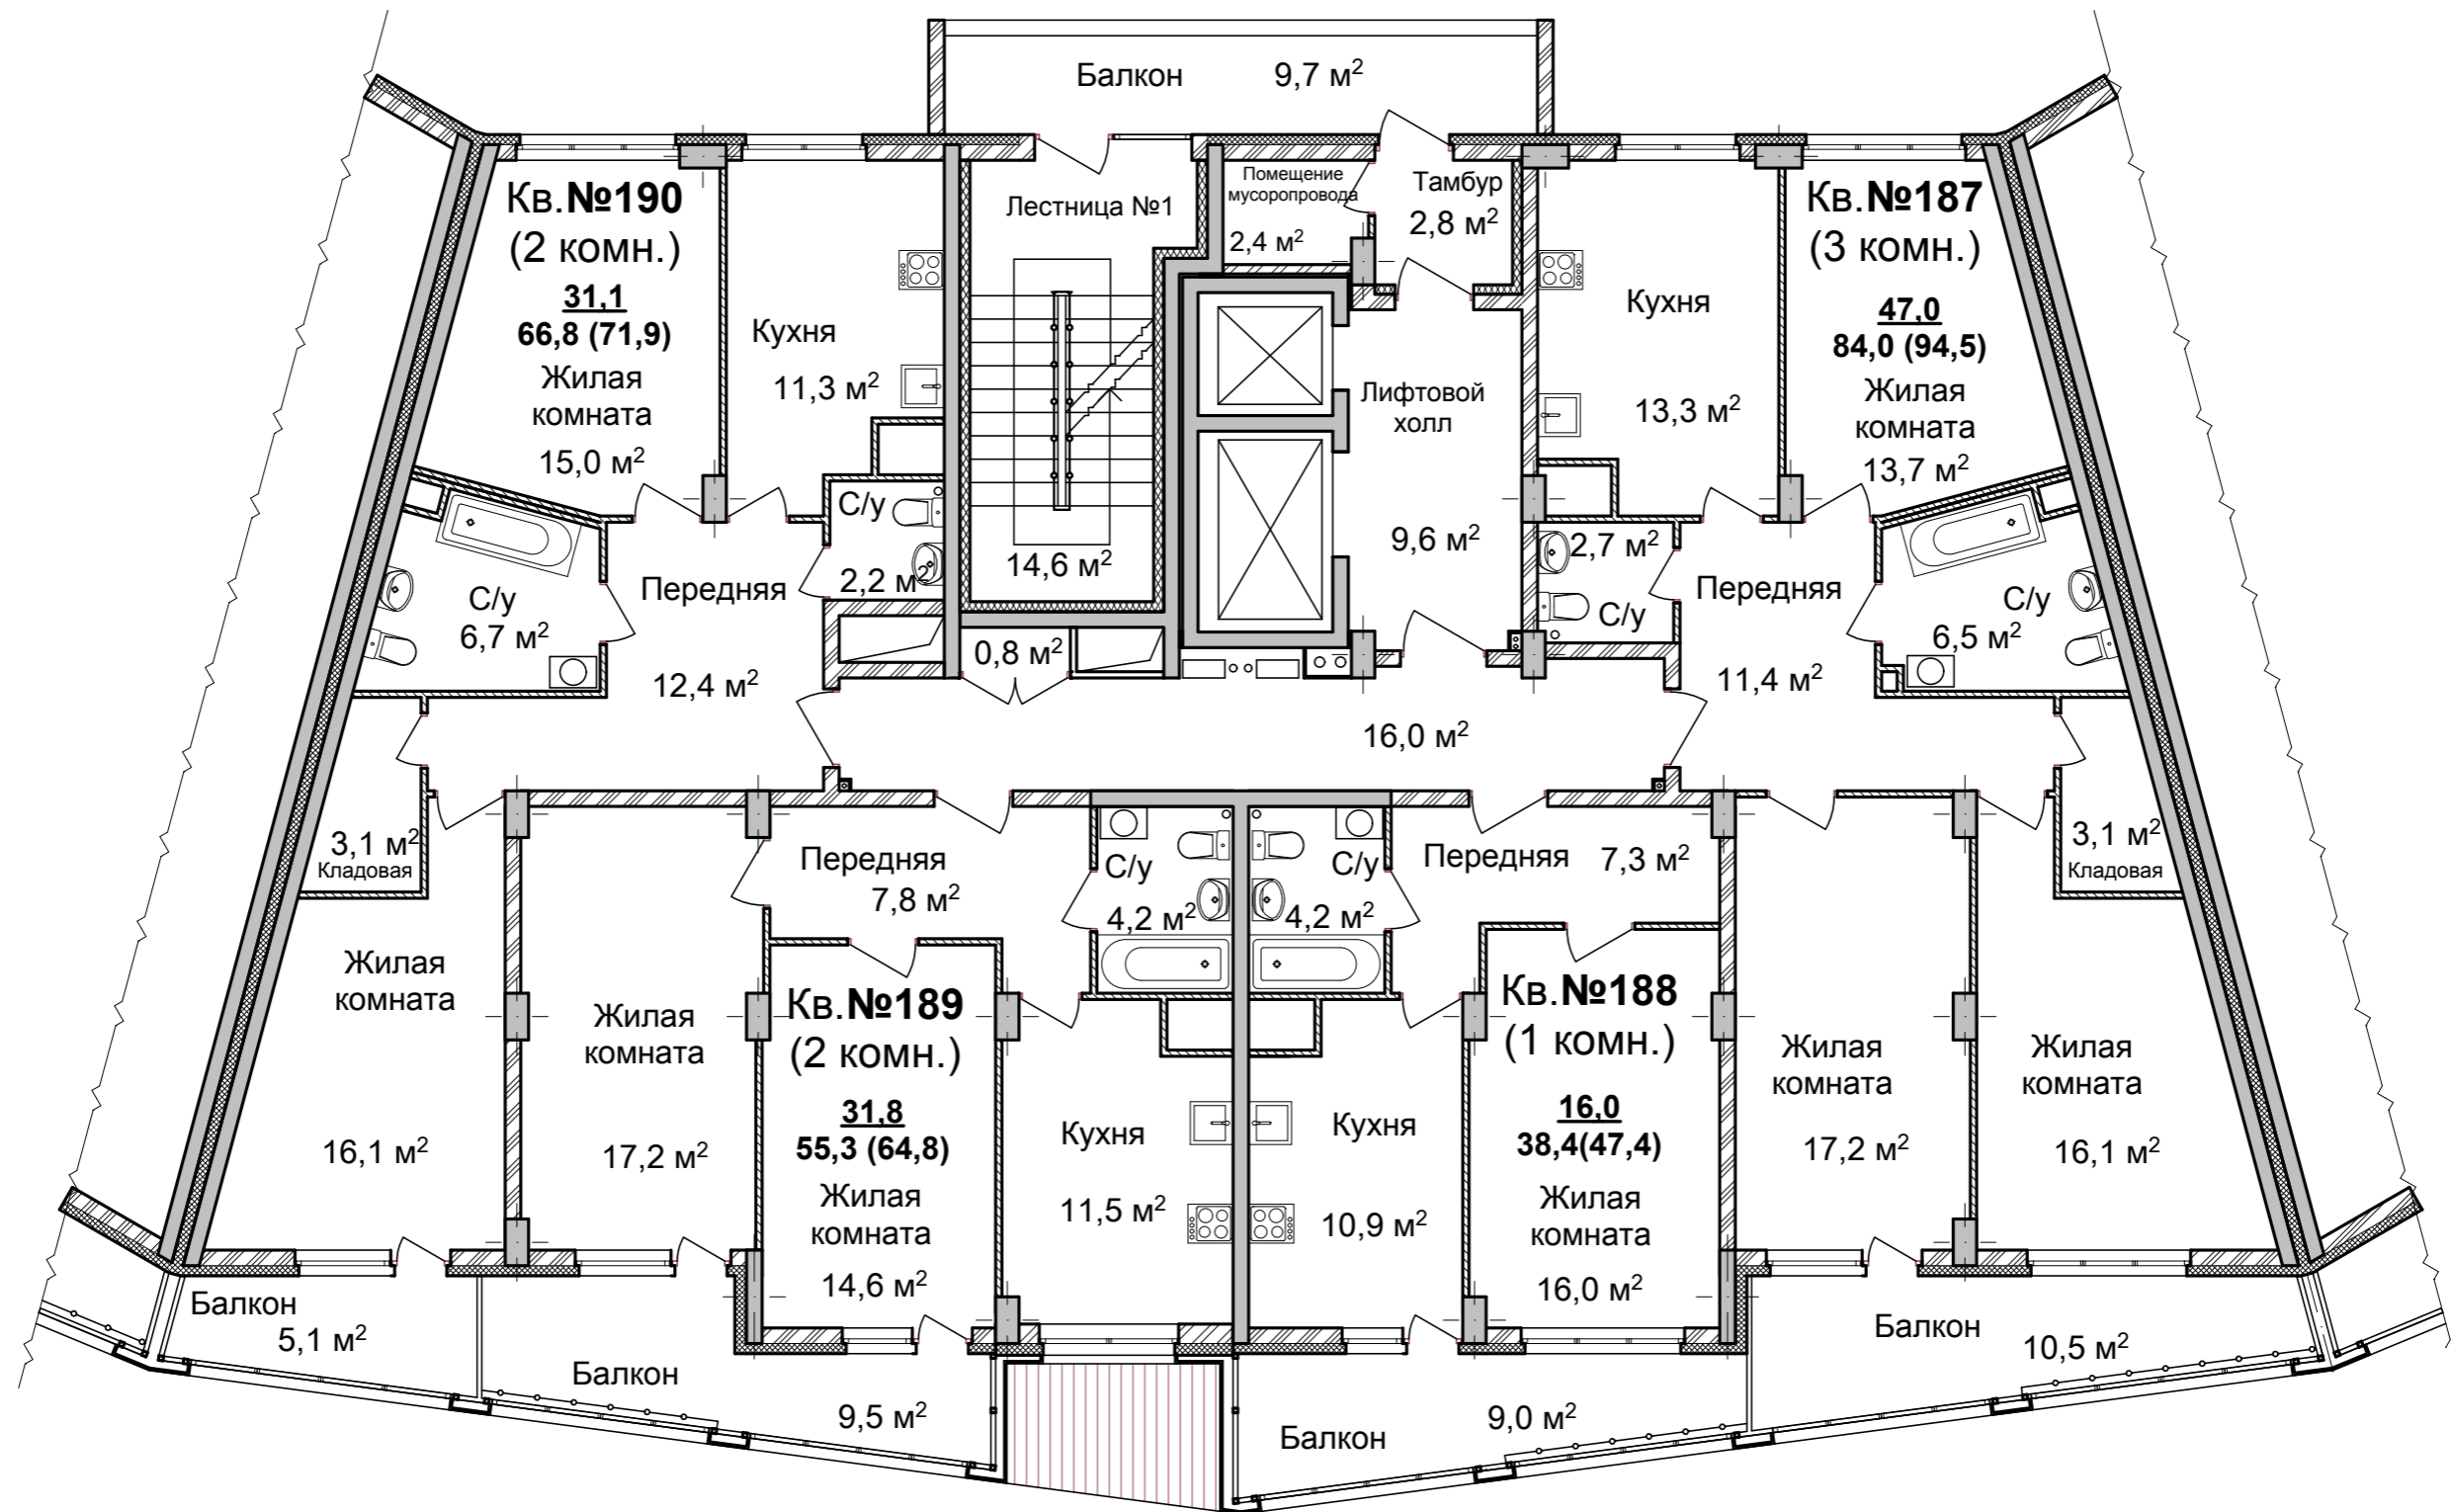 Балкон 9,7 м²
Кв.№190
(2 комн.)
31,1
66,8 (71,9)
Жилая
комната
15,0 м²
Кухня
11,3 м²
Лестница №1
14,6 м²
Помещение
мусоропровода
2,4 м²
Тамбур
2,8 м²
Лифтовой
холл
9,6 м²
Кухня
13,3 м²
Кв.№187
(3 комн.)
47,0
84,0 (94,5)
Жилая
комната
13,7 м²
С/у
2,2 м²
С/у
6,7 м²
Передняя
12,4 м²
0,8 м²
16,0 м²
2,7 м²
С/у
Передняя
11,4 м²
С/у
6,5 м²
3,1 м²
Кладовая
Жилая
комната
16,1 м²
Жилая
комната
17,2 м²
Передняя
7,8 м²
С/у
4,2 м²
Кв.№189
(2 комн.)
31,8
55,3 (64,8)
Жилая
комната
14,6 м²
Кухня
11,5 м²
С/у
4,2 м²
Передняя 7,3 м²
Кв.№188
(1 комн.)
16,0
38,4(47,4)
Жилая
комната
16,0 м²
Кухня
10,9 м²
Жилая
комната
17,2 м²
3,1 м²
Кладовая
Жилая
комната
16,1 м²
Балкон
5,1 м²
Балкон
9,5 м²
Балкон
9,0 м²
Балкон
10,5 м²